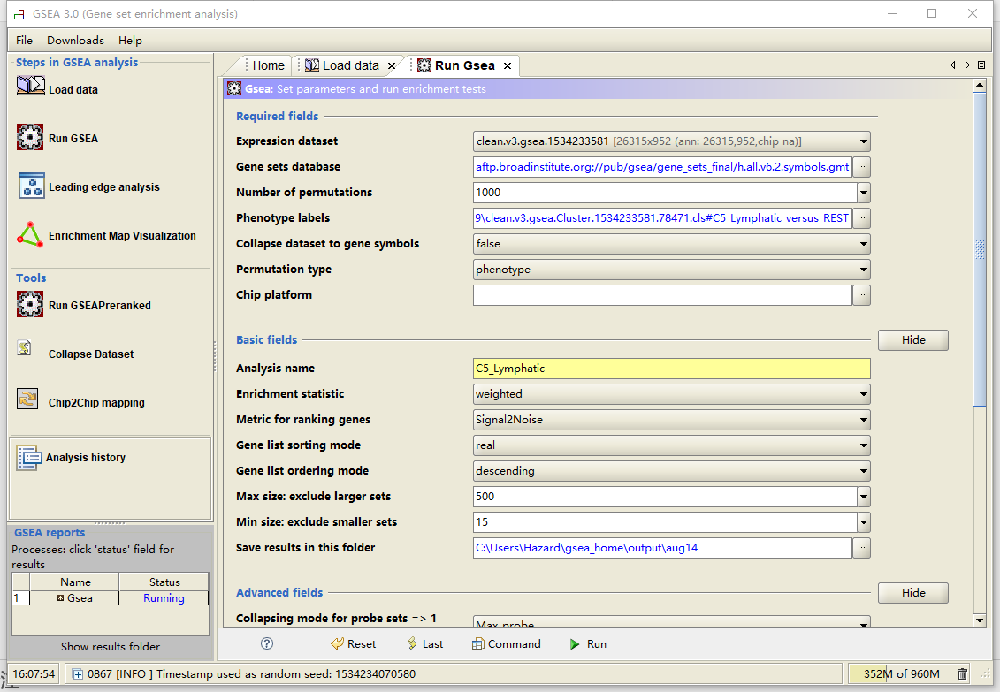 GSEA 3.0 (Gene set enrichment analysis)
File Downloads Help
Steps in GSEA analysis
Load data
Run GSEA
Leading edge analysis
Enrichment Map Visualization
Tools
Run GSEAPreranked
Collapse Dataset
Chip2Chip mapping
Analysis history
GSEA reports
Processes: click 'status' field for
results
Name Status
1 Gsea Running
Show results folder
Home Load data Run Gsea
Gsea: Set parameters and run enrichment tests
Required fields
Expression dataset clean.v3.gsea.1534233581 [26315x952 (ann: 26315,952,chip na)]
Gene sets database aftp.broadinstitute.org://pub/gsea/gene_sets_final/h.all.v6.2.symbols.gmt ...
Number of permutations 1000
Phenotype labels 9\clean.v3.gsea.Cluster.1534233581.78471.cls#C5_Lymphatic_versus_REST ...
Collapse dataset to gene symbols false
Permutation type phenotype
Chip platform ...
Basic fields Hide
Analysis name C5_Lymphatic
Enrichment statistic weighted
Metric for ranking genes Signal2Noise
Gene list sorting mode real
Gene list ordering mode descending
Max size: exclude larger sets 500
Min size: exclude smaller sets 15
Save results in this folder C:\Users\Hazard\gsea_home\output\aug14 ...
Advanced fields Hide
Collapsing mode for probe sets => 1 Max_probe
? Reset Last Command Run
16:07:54 0867 [INFO ] Timestamp used as random seed: 1534234070580 352M of 960M